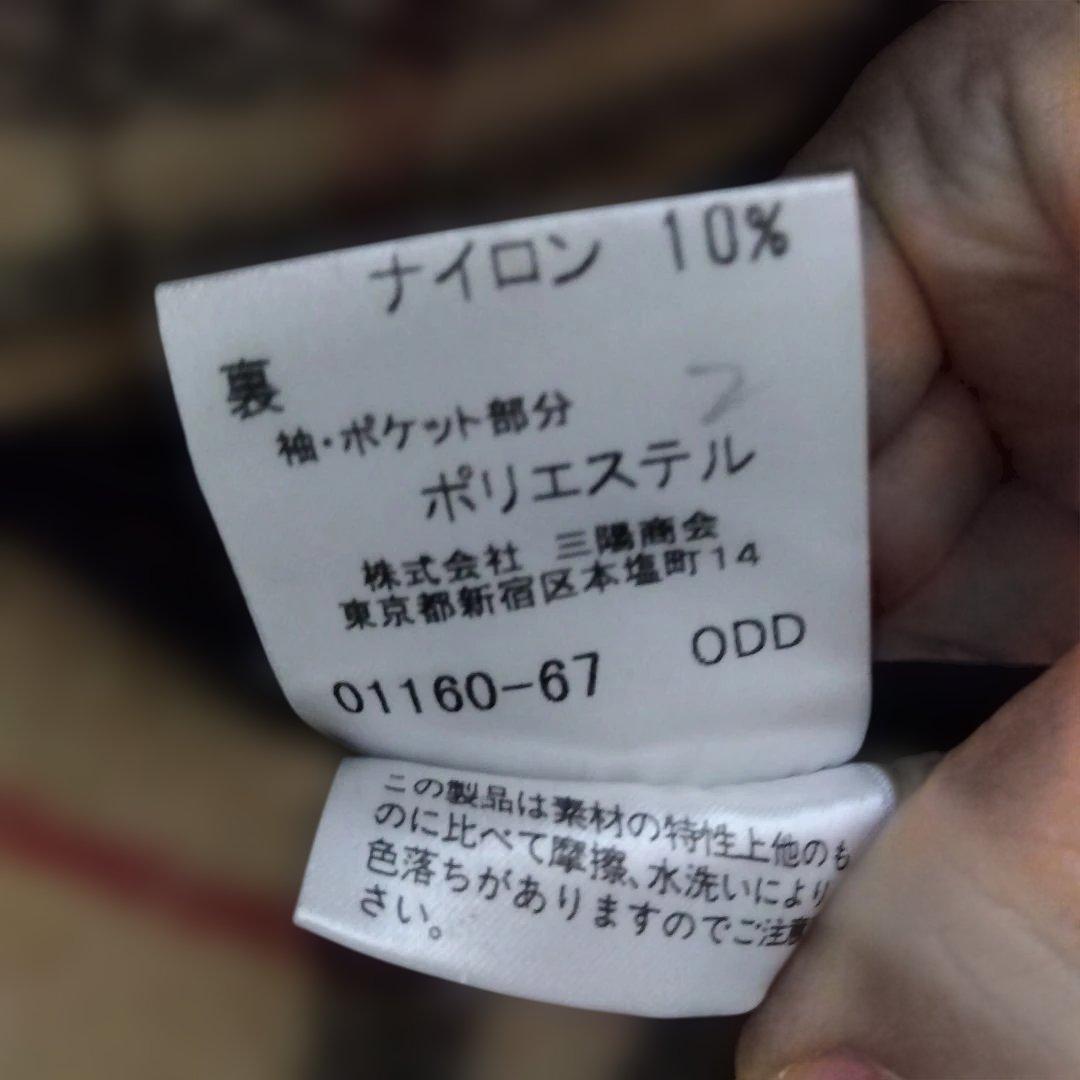 ナイロン 10%
裏
袖・ポケット部分
ポリエステル
株式会社 三陽商会
東京都新宿区本塩町14
01160-67 ODD
この製品は素材の特性上他のも
のに比べて摩擦、水洗いにより
色落ちがありますのでご注意
さい。